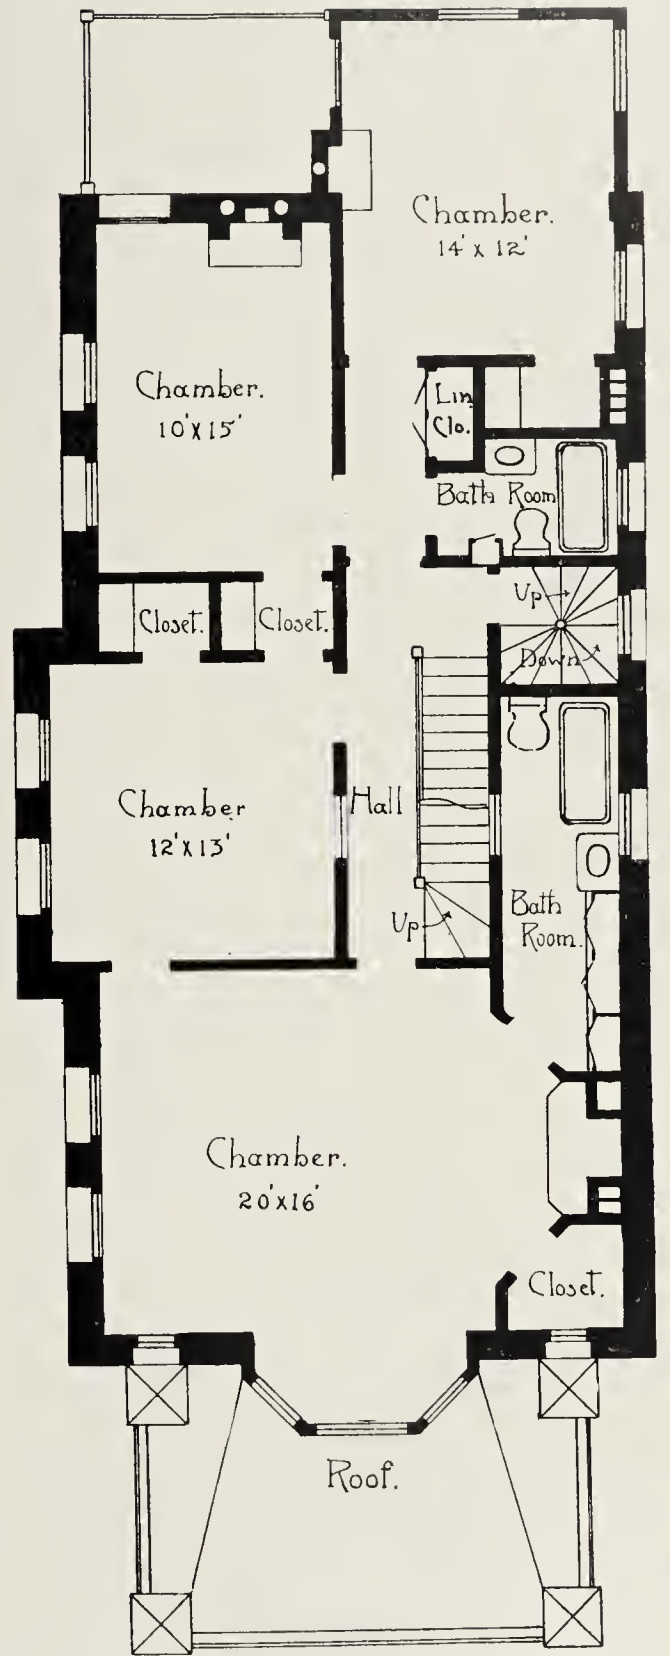 Chamber.
14' x 12'
Chamber.
10' x 15'
Lin
Clo.
Bath Room
Up
Closet.
Closet.
Down
Chamber
12' x 13'
Hall
Up
Bath
Room.
Chamber.
20' x 16'
Closet.
Roof.